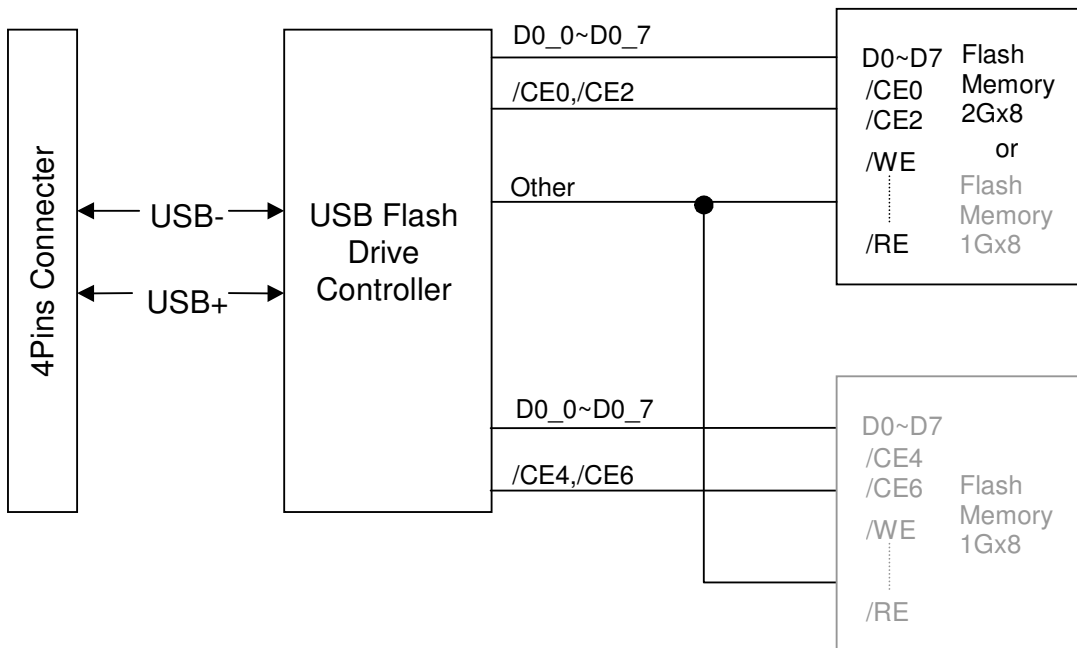 4Pins Connecter
USB-
USB+
USB Flash
Drive
Controller
D0_0~D0_7
/CE0,/CE2
Other
D0_0~D0_7
/CE4,/CE6
D0~D7
/CE0
/CE2
/WE
/RE
Flash
Memory
2Gx8
or
Flash
Memory
1Gx8
D0~D7
/CE4
/CE6
/WE
/RE
Flash
Memory
1Gx8